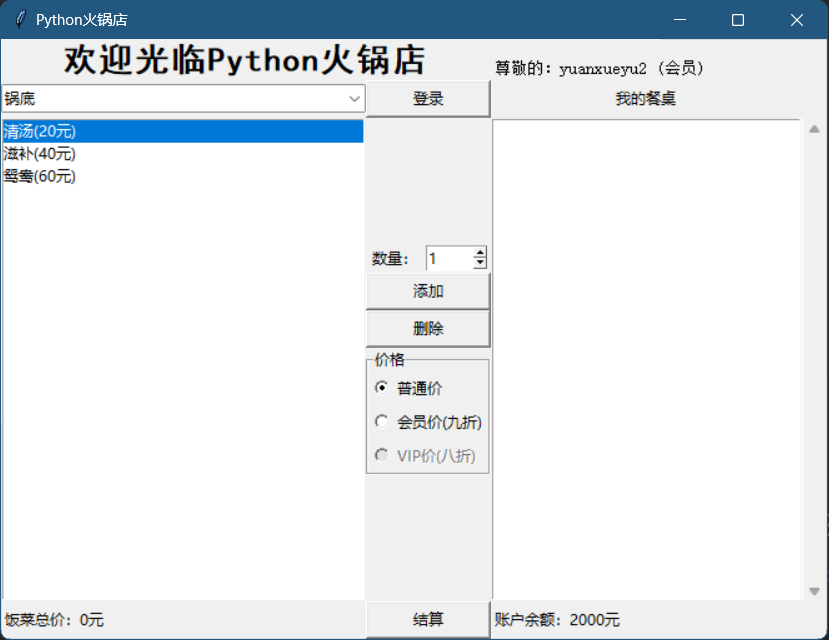 Python火锅店
欢迎光临Python火锅店
尊敬的：yuanxueyu2（会员）
锅底
登录
我的餐桌
清汤(20元)
滋补(40元)
鸳鸯(60元)
数量：
1
添加
删除
价格
普通价
会员价(九折)
VIP价(八折)
饭菜总价：0元
结算
账户余额：2000元